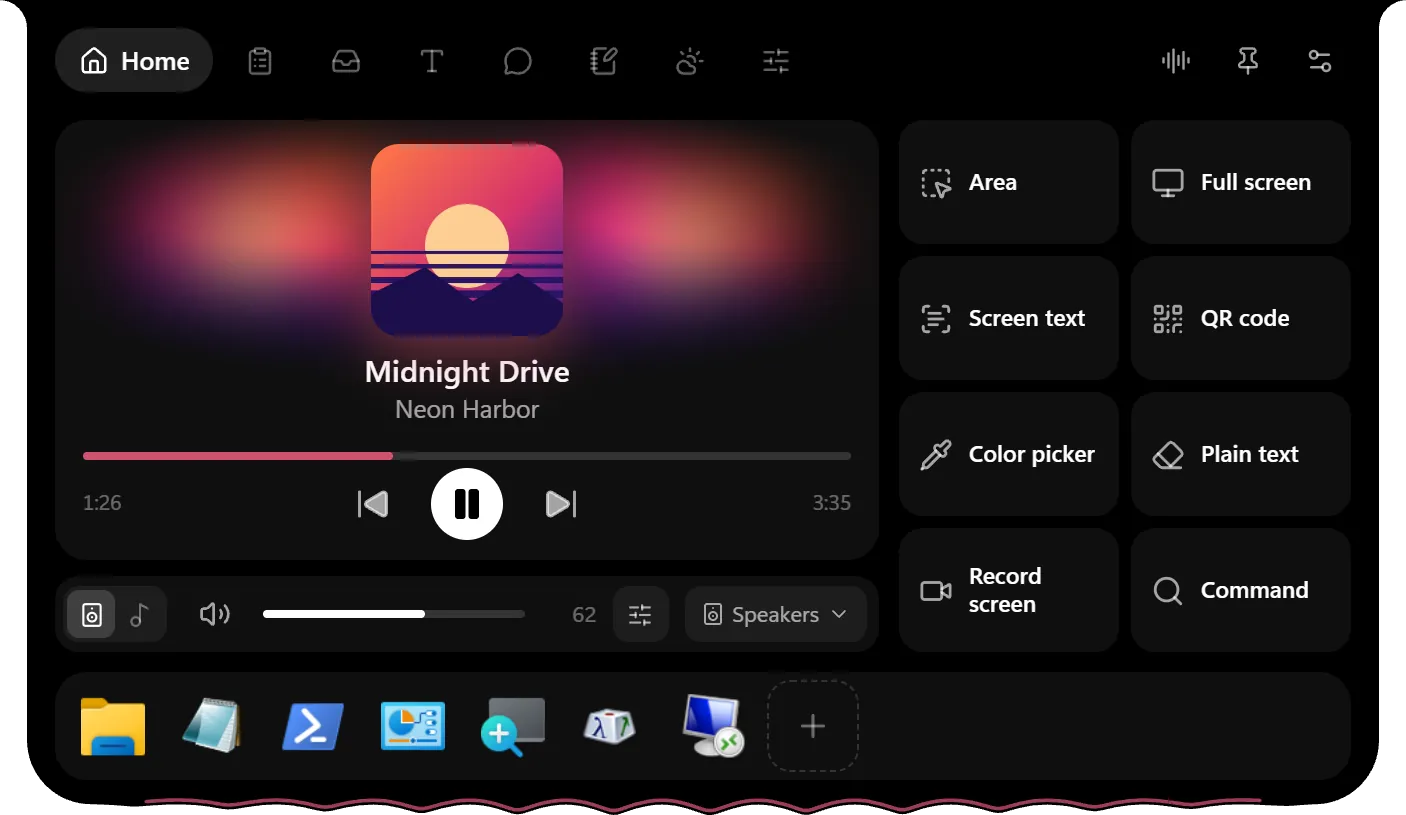 Home
Midnight Drive
Neon Harbor
1:26
3:35
62
Speakers
Area
Full screen
Screen text
QR code
Color picker
Plain text
Record
screen
Command